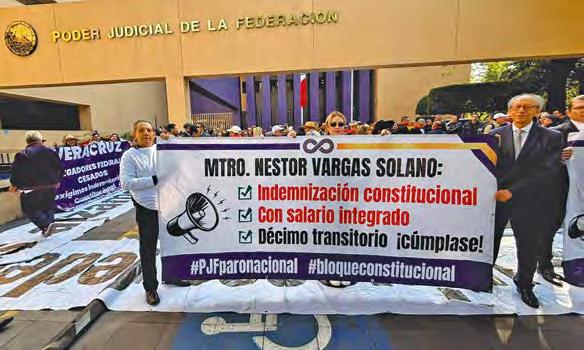 PODER JUDICIAL DE LA FEDERACIÓN
VERACRUZ
CESADOS
MTRO. NESTOR VARGAS SOLANO:
Indemnización constitucional
Con salario integrado
Décimo transitorio ¡cúmplase!
#PJFparonacional #bloqueconstitucional